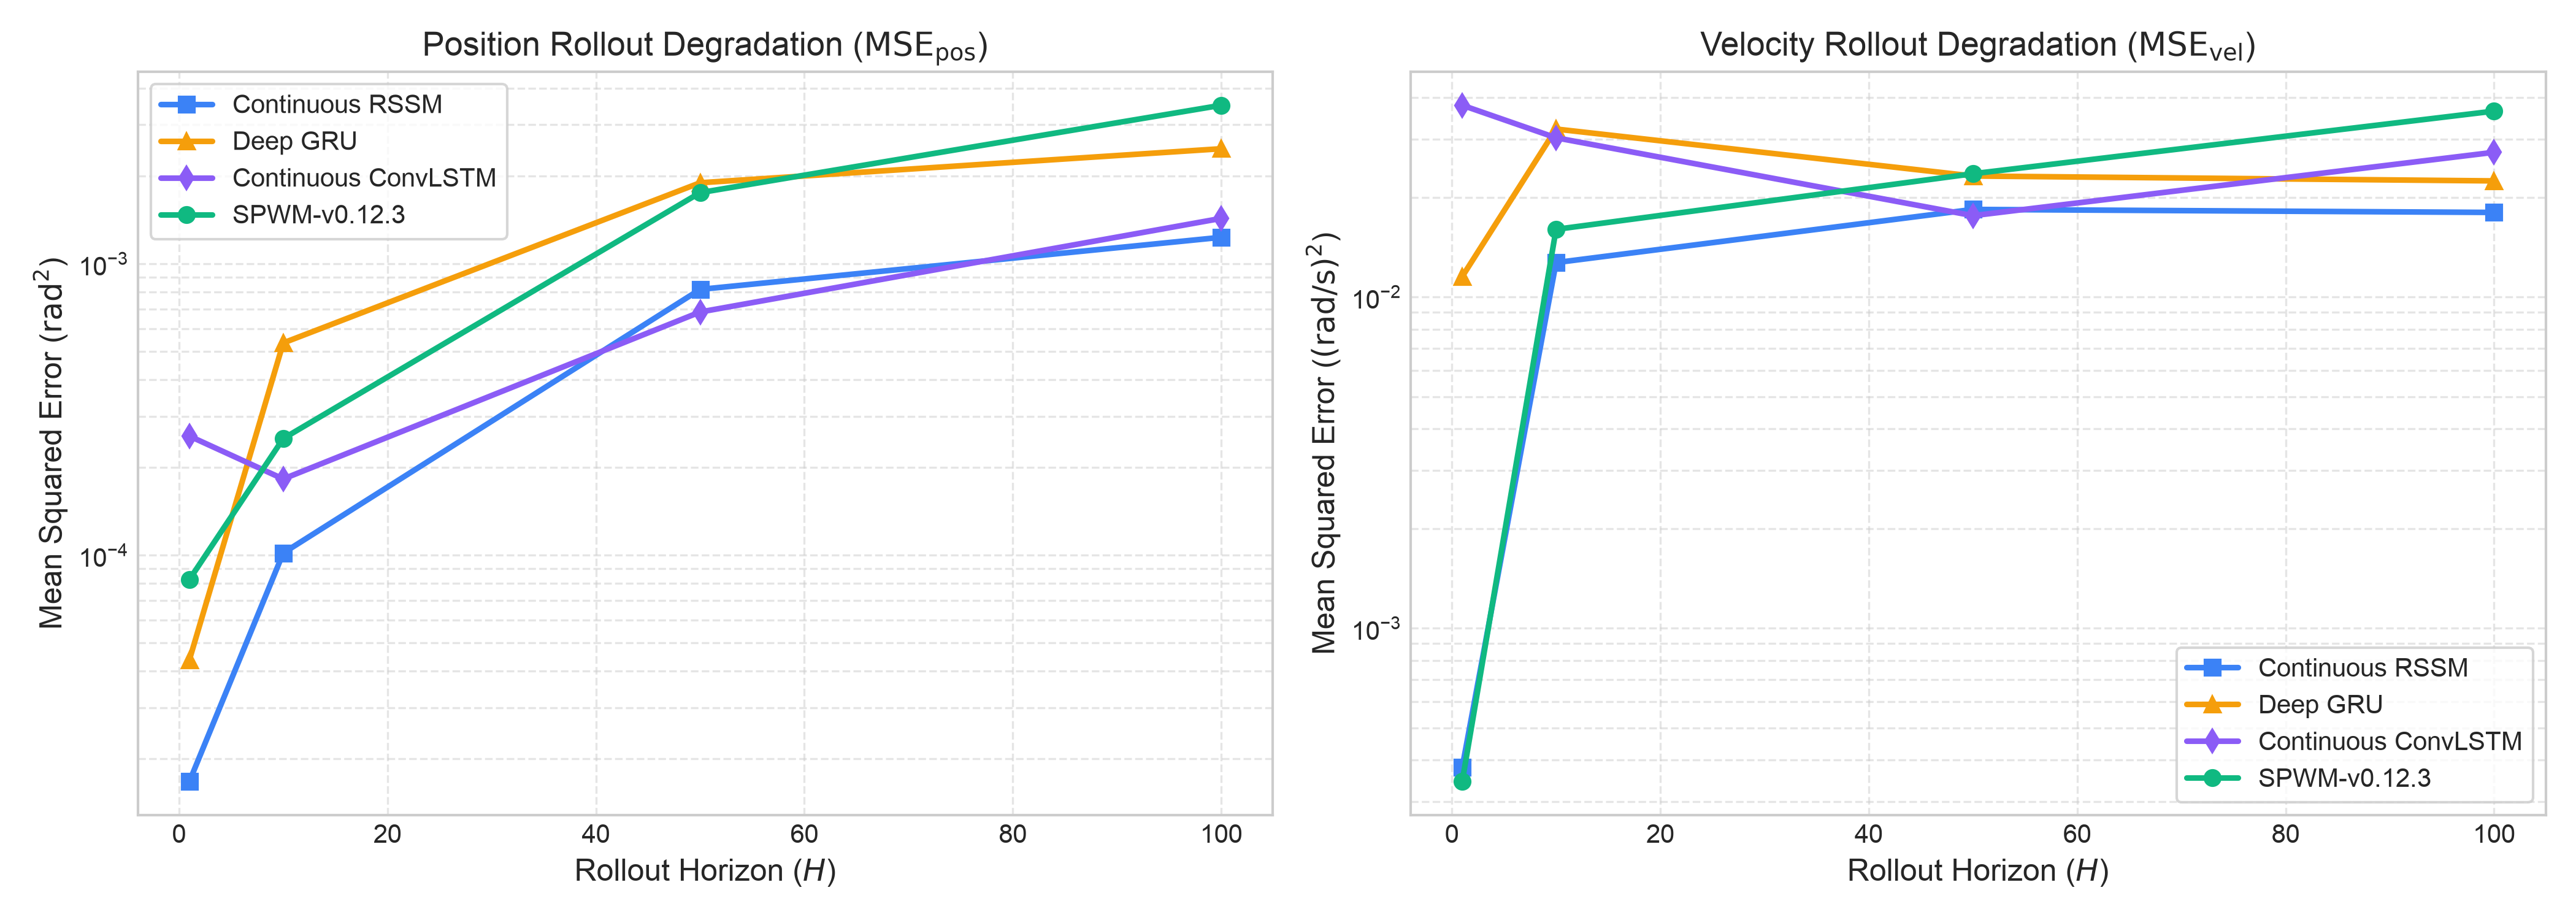 Position Rollout Degradation (MSE_pos)
Continuous RSSM
Deep GRU
Continuous ConvLSTM
SPWM-v0.12.3
Mean Squared Error (rad²)
10⁻³
10⁻⁴
0 20 40 60 80 100
Rollout Horizon (H)
Velocity Rollout Degradation (MSE_vel)
Mean Squared Error ((rad/s)²)
10⁻²
10⁻³
Continuous RSSM
Deep GRU
Continuous ConvLSTM
SPWM-v0.12.3
0 20 40 60 80 100
Rollout Horizon (H)